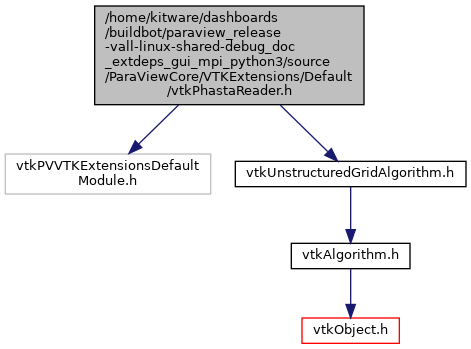 /home/kitware/dashboards
/buildbot/paraview_release
-vall-linux-shared-debug_doc
_extdeps_gui_mpi_python3/source
/ParaViewCore/VTKExtensions/Default
/vtkPhastaReader.h
vtkPVVTKExtensionsDefault
Module.h
vtkUnstructuredGridAlgorithm.h
vtkAlgorithm.h
vtkObject.h